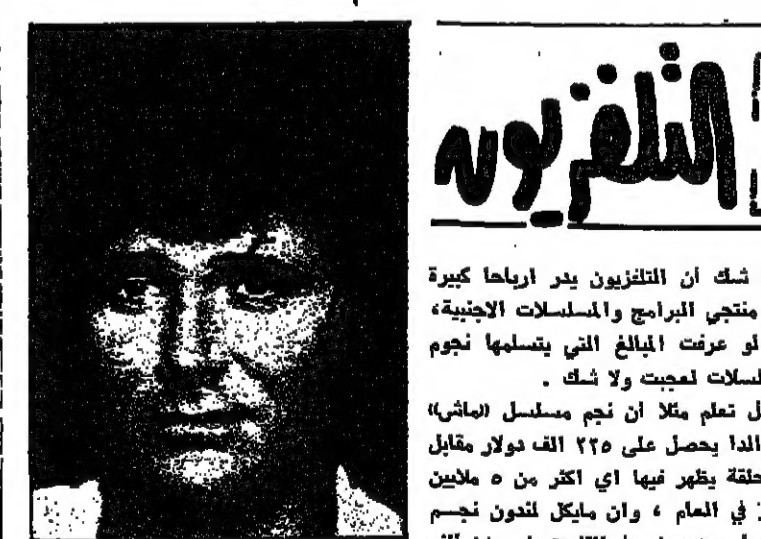 التلفزيون
شك أن التلفزيون يدر ارباحا كبيرة
منتجي البرامج والمسلسلات الاجنبية،
لو عرفت المبالغ التي يتسلمها نجوم
لسلات لعجبت ولا شك .
ل تعلم مثلا ان نجم مسلسل «ماش»
الدا يحصل على ٢٢٥ الف دولار مقابل
حلقة يظهر فيها اي اكثر من ٥ ملايين
في العام ، وان مايكل لندون نجم